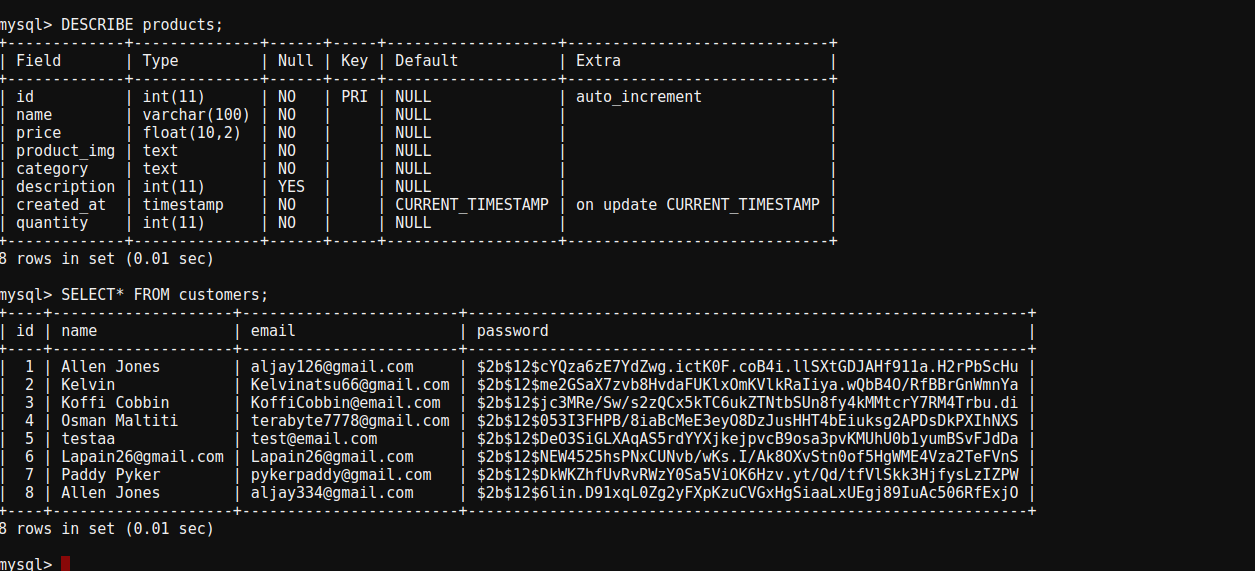 mysql> DESCRIBE products;
+-------------+--------------+------+-----+-------------------+-----------------------------+
| Field       | Type         | Null | Key | Default           | Extra                       |
+-------------+--------------+------+-----+-------------------+-----------------------------+
| id          | int(11)      | NO   | PRI | NULL              | auto_increment              |
| name        | varchar(100) | NO   |     | NULL              |                             |
| price       | float(10,2)  | NO   |     | NULL              |                             |
| product_img | text         | NO   |     | NULL              |                             |
| category    | text         | NO   |     | NULL              |                             |
| description | int(11)      | YES  |     | NULL              |                             |
| created_at  | timestamp    | NO   |     | CURRENT_TIMESTAMP | on update CURRENT_TIMESTAMP |
| quantity    | int(11)      | NO   |     | NULL              |                             |
+-------------+--------------+------+-----+-------------------+-----------------------------+
8 rows in set (0.01 sec)
mysql> SELECT* FROM customers;
+----+--------------------+------------------------+--------------------------------------------------------------+
| id | name               | email                  | password                                                     |
+----+--------------------+------------------------+--------------------------------------------------------------+
|  1 | Allen Jones        | aljay126@gmail.com     | $2b$12$cYQza6zE7YdZwg.ictK0F.coB4i.llSXtGDJAHf911a.H2rPbScHu |
|  2 | Kelvin             | Kelvinatsu66@gmail.com | $2b$12$me2GSaX7zvb8HvdaFUKlxOmKVlkRaIiya.wQbB4O/RfBBrGnWmnYa |
|  3 | Koffi Cobbin       | KoffiCobbin@email.com  | $2b$12$jc3MRe/Sw/s2zQCx5kTC6ukZTNtbSUn8fy4kMMtcrY7RM4Trbu.di |
|  4 | Osman Maltiti      | terabyte7778@gmail.com | $2b$12$053I3FHPB/8iaBcMeE3eyO8DzJusHHT4bEiuksg2APDsDkPXIhNXS |
|  5 | testaa             | test@email.com         | $2b$12$DeO3SiGLXAqAS5rdYYXjkejpvcB9osa3pvKMUhU0b1yumBSvFJdDa |
|  6 | Lapain26@gmail.com | Lapain26@gmail.com     | $2b$12$NEW4525hsPNxCUNvb/wKs.I/Ak8OXvStn0of5HgWME4Vza2TeFVnS |
|  7 | Paddy Pyker        | pykerpaddy@gmail.com   | $2b$12$DkWKZhfUvRvRWzY0Sa5ViOK6Hzv.yt/Qd/tfVlSkk3HjfysLzIZPW |
|  8 | Allen Jones        | aljay334@gmail.com     | $2b$12$6lin.D91xqL0Zg2yFXpKzuCVGxHgSiaaLxUEgj89IuAc506RfExjO |
+----+--------------------+------------------------+--------------------------------------------------------------+
8 rows in set (0.01 sec)
mysql>